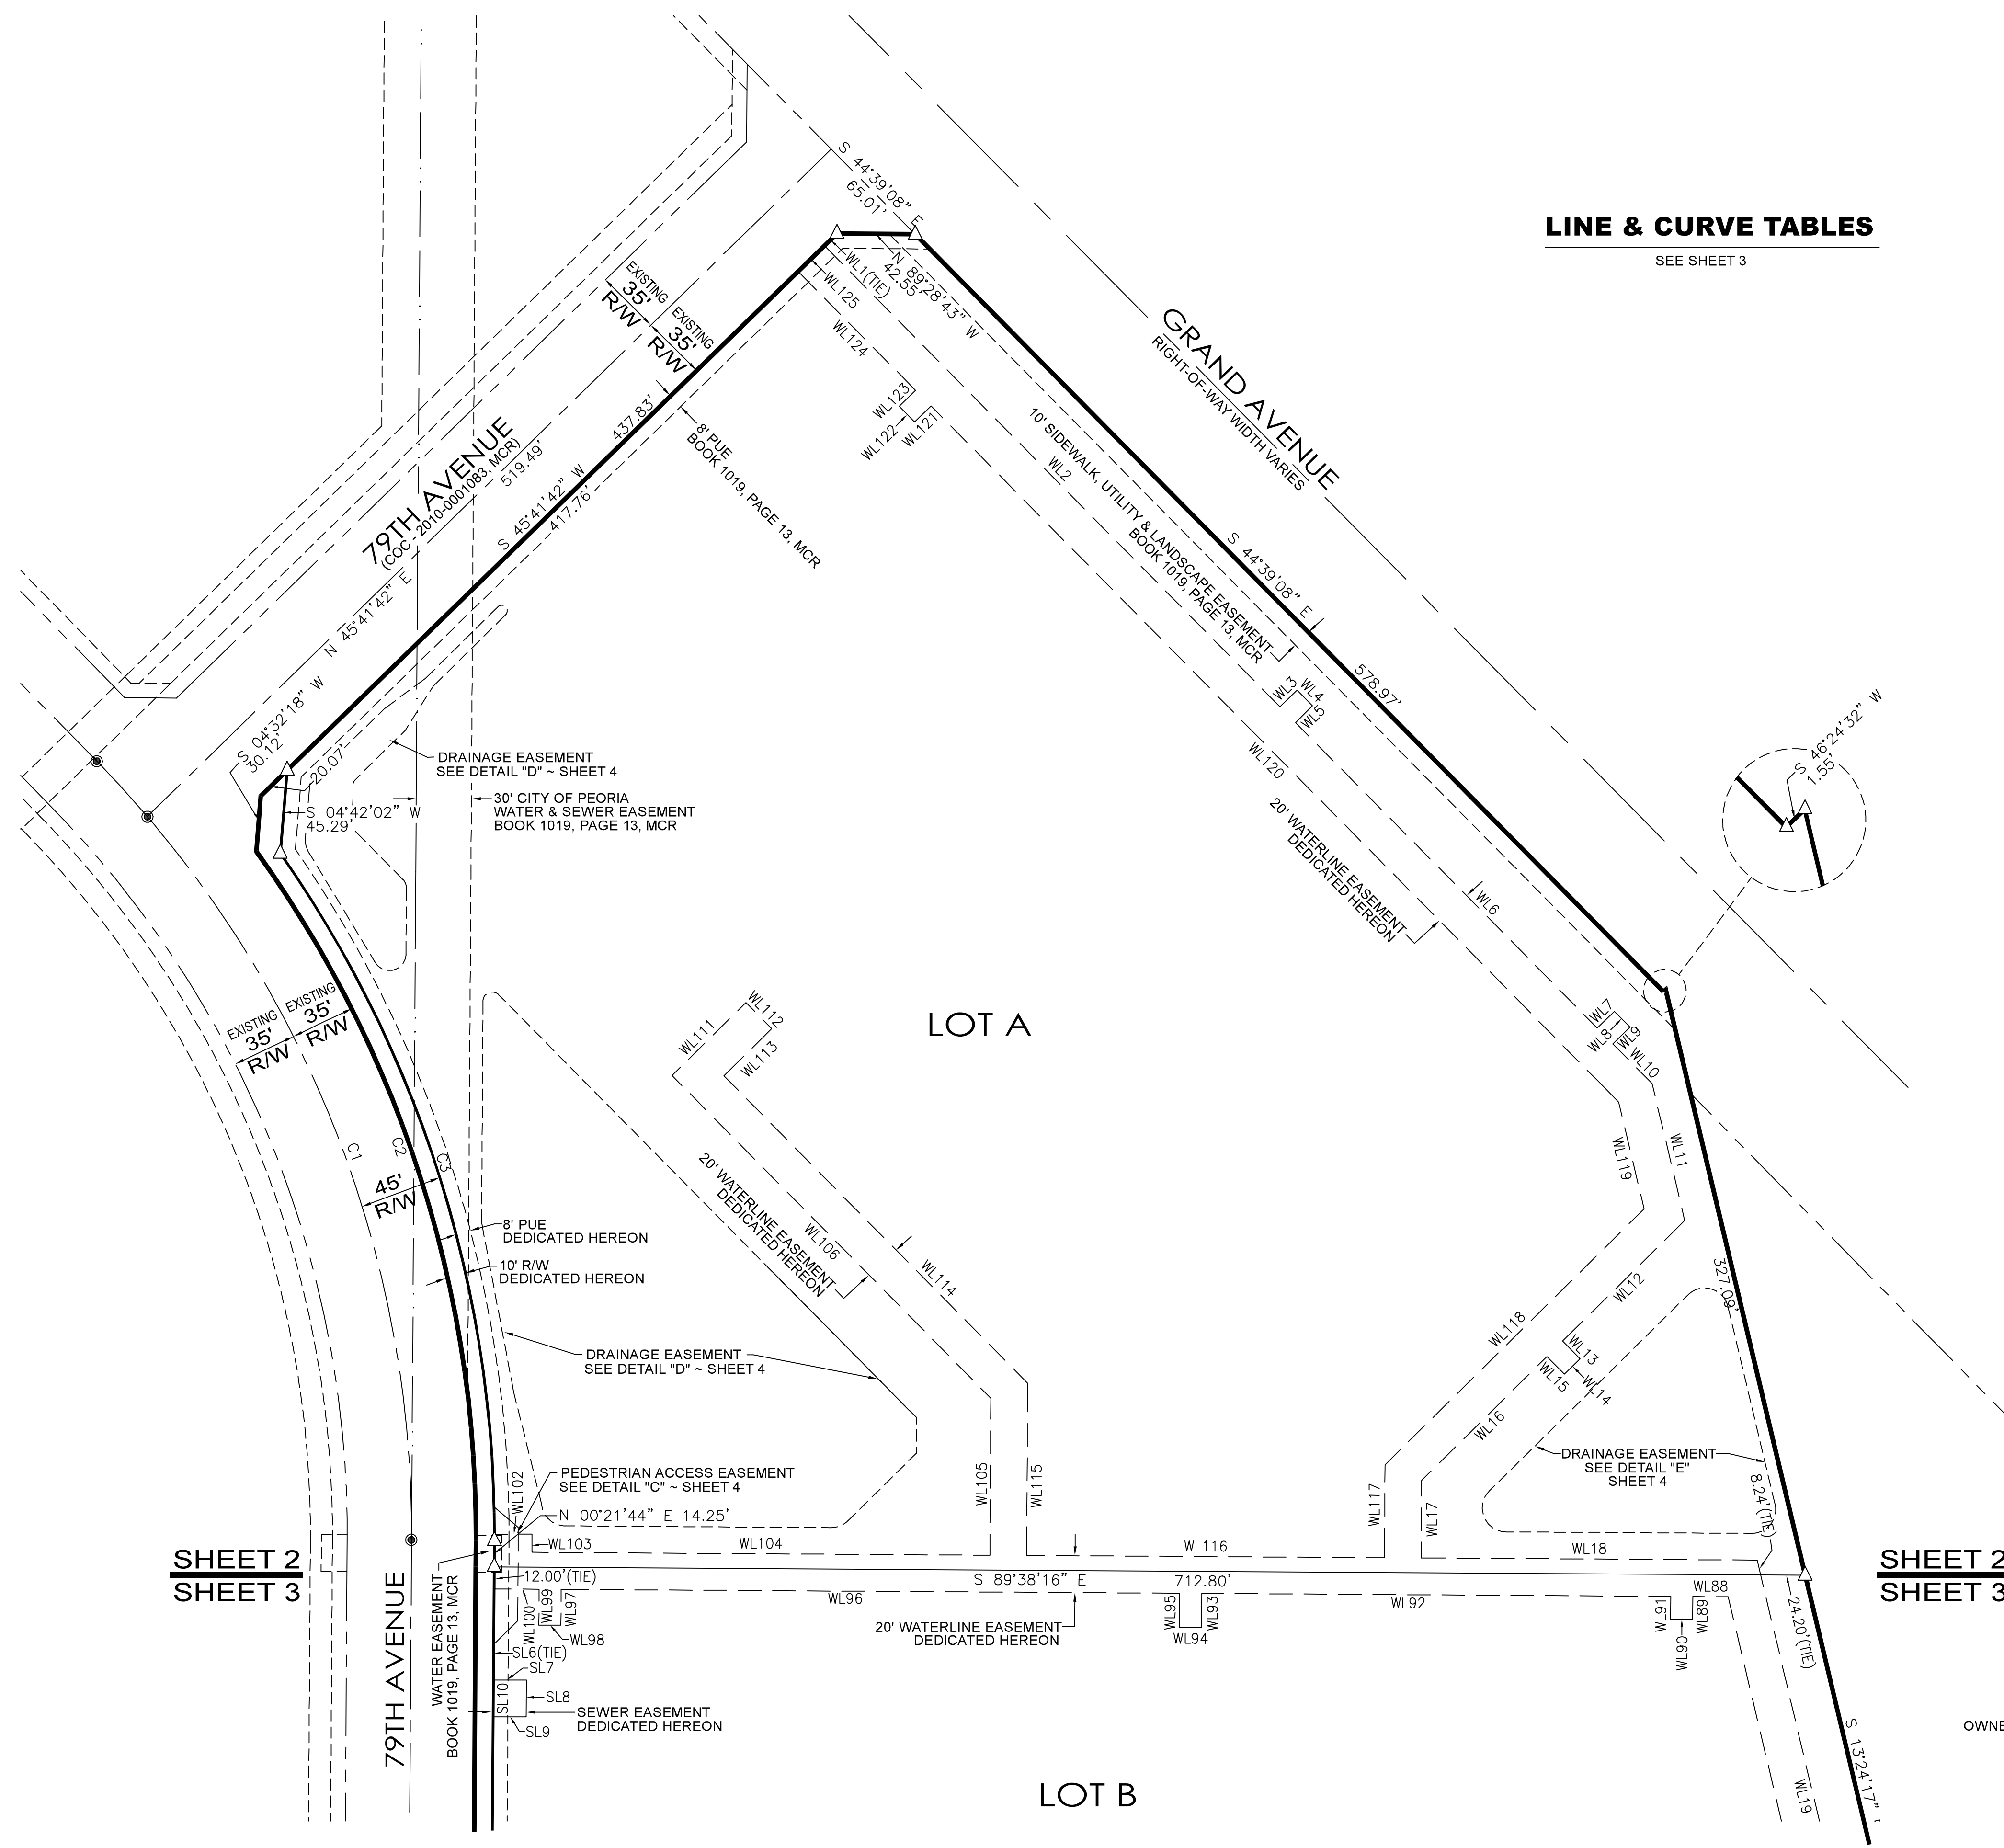 S 44°39'08" E
65.01'
LINE & CURVE TABLES
SEE SHEET 3
N 89°28'43" W
42.55'
WL1(TIE)
WL125
WL124
EXISTING
35'
R/W
EXISTING
35'
R/W
GRAND AVENUE
RIGHT-OF-WAY WIDTH VARIES
WL123
WL122
WL121
437.83'
8' PUE
BOOK 1019, PAGE 13, MCR
79TH AVENUE
(COC - 2010-0001083, MCR)
519.49'
S 45°41'42" W
417.76'
N 45°41'42" E
WL2
10' SIDEWALK, UTILITY & LANDSCAPE EASEMENT
BOOK 1019, PAGE 13, MCR
S 44°39'08" E
578.97'
WL3
WL4
WL5
S 46°24'32" W
1.55'
S 04°32'18" W
30.12'
20.07'
DRAINAGE EASEMENT
SEE DETAIL "D" ~ SHEET 4
S 04°42'02" W
45.29'
30' CITY OF PEORIA
WATER & SEWER EASEMENT
BOOK 1019, PAGE 13, MCR
WL120
20' WATERLINE EASEMENT
DEDICATED HEREON
WL6
EXISTING
35'
R/W
EXISTING
35'
R/W
WL111
WL112
WL113
LOT A
WL7
WL8
WL9
WL10
C1
C2
C3
45'
R/W
WL11
WL119
20' WATERLINE EASEMENT
DEDICATED HEREON
WL106
WL114
8' PUE
DEDICATED HEREON
10' R/W
DEDICATED HEREON
327.09'
WL12
WL118
WL13
WL14
WL15
WL16
DRAINAGE EASEMENT
SEE DETAIL "D" ~ SHEET 4
DRAINAGE EASEMENT
SEE DETAIL "E"
SHEET 4
8.24'(TIE)
PEDESTRIAN ACCESS EASEMENT
SEE DETAIL "C" ~ SHEET 4
WL102
WL105
WL115
WL117
WL17
N 00°21'44" E 14.25'
WL103
WL104
WL116
WL18
SHEET 2
SHEET 3
SHEET 2
SHEET 3
12.00'(TIE)
S 89°38'16" E
712.80'
WL96
WL92
WL88
WL100
WL99
WL97
WL98
WL95
WL93
WL94
WL91
WL89
WL90
24.20'(TIE)
20' WATERLINE EASEMENT
DEDICATED HEREON
79TH AVENUE
WATER EASEMENT
BOOK 1019, PAGE 13, MCR
SL6(TIE)
SL7
SL10
SL8
SL9
SEWER EASEMENT
DEDICATED HEREON
OWNE
S 13°24'17"
WL19
LOT B